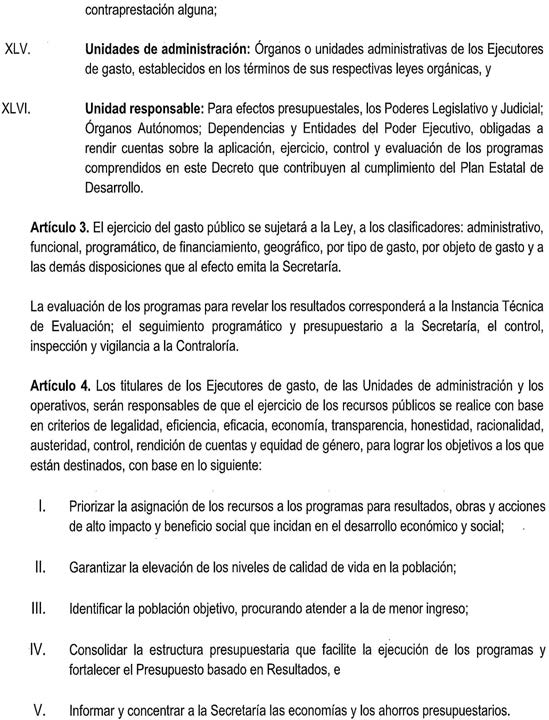 contraprestación alguna;
XLV. Unidades de administración: Órganos o unidades administrativas de los Ejecutores
de gasto, establecidos en los términos de sus respectivas leyes orgánicas, y
XLVI. Unidad responsable: Para efectos presupuestales, los Poderes Legislativo y Judicial;
Órganos Autónomos; Dependencias y Entidades del Poder Ejecutivo, obligadas a
rendir cuentas sobre la aplicación, ejercicio, control y evaluación de los programas
comprendidos en este Decreto que contribuyen al cumplimiento del Plan Estatal de
Desarrollo.
Artículo 3. El ejercicio del gasto público se sujetará a la Ley, a los clasificadores: administrativo,
funcional, programático, de financiamiento, geográfico, por tipo de gasto, por objeto de gasto y a
las demás disposiciones que al efecto emita la Secretaría.
La evaluación de los programas para revelar los resultados corresponderá a la Instancia Técnica
de Evaluación; el seguimiento programático y presupuestario a la Secretaría, el control,
inspección y vigilancia a la Contraloría.
Artículo 4. Los titulares de los Ejecutores de gasto, de las Unidades de administración y los
operativos, serán responsables de que el ejercicio de los recursos públicos se realice con base
en criterios de legalidad, eficiencia, eficacia, economía, transparencia, honestidad, racionalidad,
austeridad, control, rendición de cuentas y equidad de género, para lograr los objetivos a los que
están destinados, con base en lo siguiente:
I. Priorizar la asignación de los recursos a los programas para resultados, obras y acciones
de alto impacto y beneficio social que incidan en el desarrollo económico y social;
II. Garantizar la elevación de los niveles de calidad de vida en la población;
III. Identificar la población objetivo, procurando atender a la de menor ingreso;
IV. Consolidar la estructura presupuestaria que facilite la ejecución de los programas y
fortalecer el Presupuesto basado en Resultados, e
V. Informar y concentrar a la Secretaría las economías y los ahorros presupuestarios.